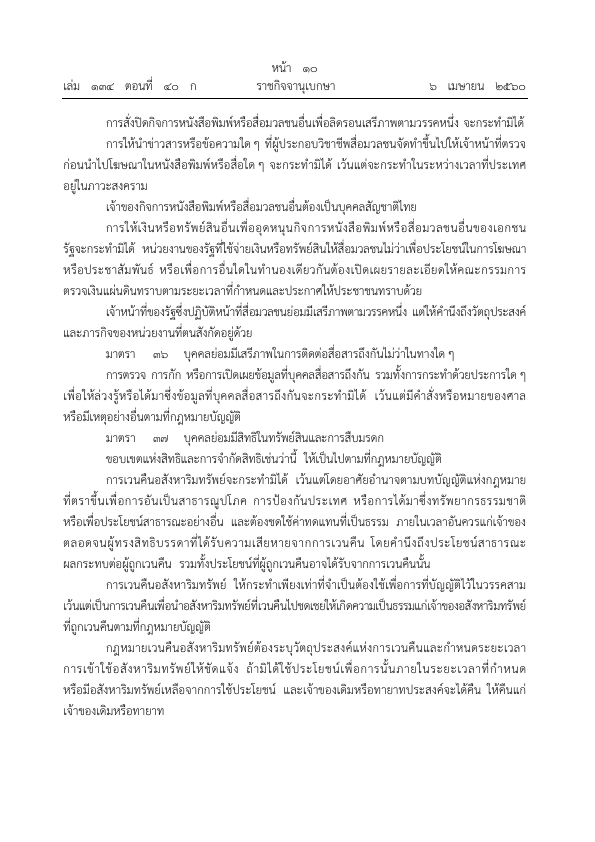 หน้า ๑๐
เล่ม ๑๓๔ ตอนที่ ๔๐ ก ราชกิจจานุเบกษา ๖ เมษายน ๒๕๖๐
การสั่งปิดกิจการหนังสือพิมพ์หรือสื่อมวลชนอื่นเพื่อลิดรอนเสรีภาพตามวรรคหนึ่ง จะกระทำมิได้
การให้นำข่าวสารหรือข้อความใด ๆ ที่ผู้ประกอบวิชาชีพสื่อมวลชนจัดทำขึ้นไปให้เจ้าหน้าที่ตรวจ
ก่อนนำไปโฆษณาในหนังสือพิมพ์หรือสื่อใด ๆ จะกระทำมิได้ เว้นแต่จะกระทำในระหว่างเวลาที่ประเทศ
อยู่ในภาวะสงคราม
เจ้าของกิจการหนังสือพิมพ์หรือสื่อมวลชนอื่นต้องเป็นบุคคลสัญชาติไทย
การให้เงินหรือทรัพย์สินอื่นเพื่ออุดหนุนกิจการหนังสือพิมพ์หรือสื่อมวลชนอื่นของเอกชน
รัฐจะกระทำมิได้ หน่วยงานของรัฐที่ใช้จ่ายเงินหรือทรัพย์สินให้สื่อมวลชนไม่ว่าเพื่อประโยชน์ในการโฆษณา
หรือประชาสัมพันธ์ หรือเพื่อการอื่นใดในทำนองเดียวกันต้องเปิดเผยรายละเอียดให้คณะกรรมการ
ตรวจเงินแผ่นดินทราบตามระยะเวลาที่กำหนดและประกาศให้ประชาชนทราบด้วย
เจ้าหน้าที่ของรัฐซึ่งปฏิบัติหน้าที่สื่อมวลชนย่อมมีเสรีภาพตามวรรคหนึ่ง แต่ให้คำนึงถึงวัตถุประสงค์
และภารกิจของหน่วยงานที่ตนสังกัดอยู่ด้วย
มาตรา ๓๖ บุคคลย่อมมีเสรีภาพในการติดต่อสื่อสารถึงกันไม่ว่าในทางใด ๆ
การตรวจ การกัก หรือการเปิดเผยข้อมูลที่บุคคลสื่อสารถึงกัน รวมทั้งการกระทำด้วยประการใด ๆ
เพื่อให้ล่วงรู้หรือได้มาซึ่งข้อมูลที่บุคคลสื่อสารถึงกันจะกระทำมิได้ เว้นแต่มีคำสั่งหรือหมายของศาล
หรือมีเหตุอย่างอื่นตามที่กฎหมายบัญญัติ
มาตรา ๓๗ บุคคลย่อมมีสิทธิในทรัพย์สินและการสืบมรดก
ขอบเขตแห่งสิทธิและการจำกัดสิทธิเช่นว่านี้ ให้เป็นไปตามที่กฎหมายบัญญัติ
การเวนคืนอสังหาริมทรัพย์จะกระทำมิได้ เว้นแต่โดยอาศัยอำนาจตามบทบัญญัติแห่งกฎหมาย
ที่ตราขึ้นเพื่อการอันเป็นสาธารณูปโภค การป้องกันประเทศ หรือการได้มาซึ่งทรัพยากรธรรมชาติ
หรือเพื่อประโยชน์สาธารณะอย่างอื่น และต้องชดใช้ค่าทดแทนที่เป็นธรรม ภายในเวลาอันควรแก่เจ้าของ
ตลอดจนผู้ทรงสิทธิบรรดาที่ได้รับความเสียหายจากการเวนคืน โดยคำนึงถึงประโยชน์สาธารณะ
ผลกระทบต่อผู้ถูกเวนคืน รวมทั้งประโยชน์ที่ผู้ถูกเวนคืนอาจได้รับจากการเวนคืนนั้น
การเวนคืนอสังหาริมทรัพย์ ให้กระทำเพียงเท่าที่จำเป็นต้องใช้เพื่อการที่บัญญัติไว้ในวรรคสาม
เว้นแต่เป็นการเวนคืนเพื่อนำอสังหาริมทรัพย์ที่เวนคืนไปชดเชยให้เกิดความเป็นธรรมแก่เจ้าของอสังหาริมทรัพย์
ที่ถูกเวนคืนตามที่กฎหมายบัญญัติ
กฎหมายเวนคืนอสังหาริมทรัพย์ต้องระบุวัตถุประสงค์แห่งการเวนคืนและกำหนดระยะเวลา
การเข้าใช้อสังหาริมทรัพย์ให้ชัดแจ้ง ถ้ามิได้ใช้ประโยชน์เพื่อการนั้นภายในระยะเวลาที่กำหนด
หรือมีอสังหาริมทรัพย์เหลือจากการใช้ประโยชน์ และเจ้าของเดิมหรือทายาทประสงค์จะได้คืน ให้คืนแก่
เจ้าของเดิมหรือทายาท